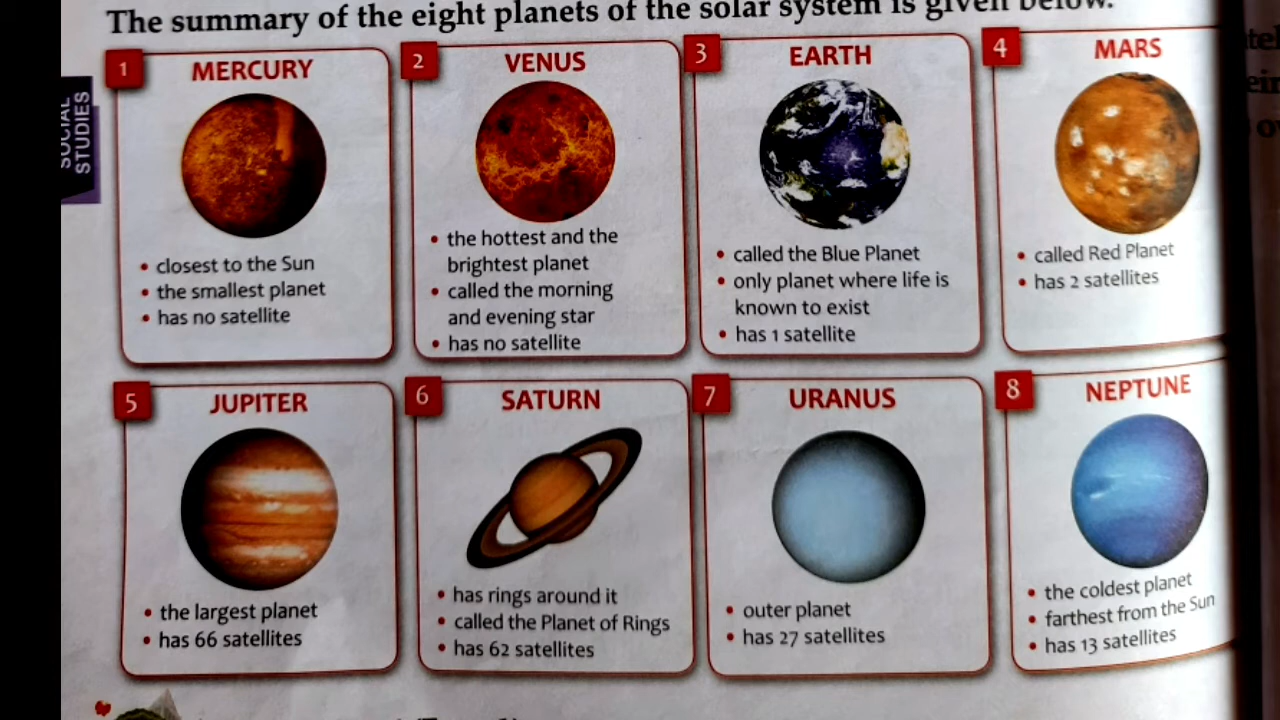 The summary of the eight planets of the solar system is given below.
SOCIAL
STUDIES
1
MERCURY
• closest to the Sun
• the smallest planet
• has no satellite
2
VENUS
• the hottest and the
brightest planet
• called the morning
and evening star
• has no satellite
3
EARTH
• called the Blue Planet
• only planet where life is
known to exist
• has 1 satellite
4
MARS
• called Red Planet
• has 2 satellites
5
JUPITER
• the largest planet
• has 66 satellites
6
SATURN
• has rings around it
• called the Planet of Rings
• has 62 satellites
7
URANUS
• outer planet
• has 27 satellites
8
NEPTUNE
• the coldest planet
• farthest from the Sun
• has 13 satellites